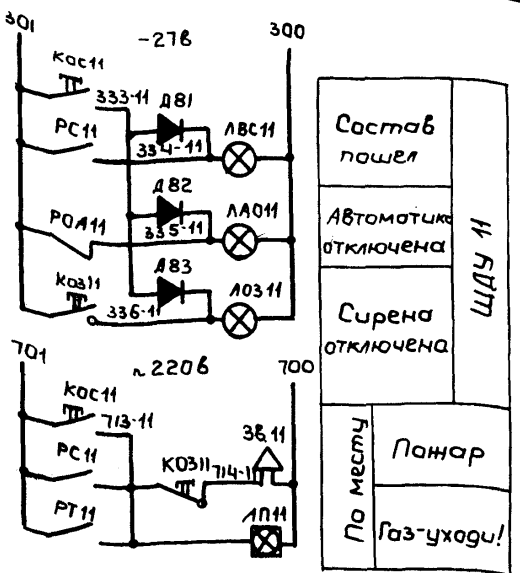 301
-27В
300
КОС11
333-11
Д81
РС11
334-11
ЛВС11
Д82
РОА11
335-11
ЛАО11
Д83
КОЗ11
336-11
ЛОЗ11
701
~220В
700
КОС11
713-11
РС11
КОЗ11
714-11
ЗВ.11
РТ11
ЛП11
Состав
пошел
Автоматика
отключена
Сирена
отключена
ЩДУ 11
По месту
Пожар
Газ-уходи!